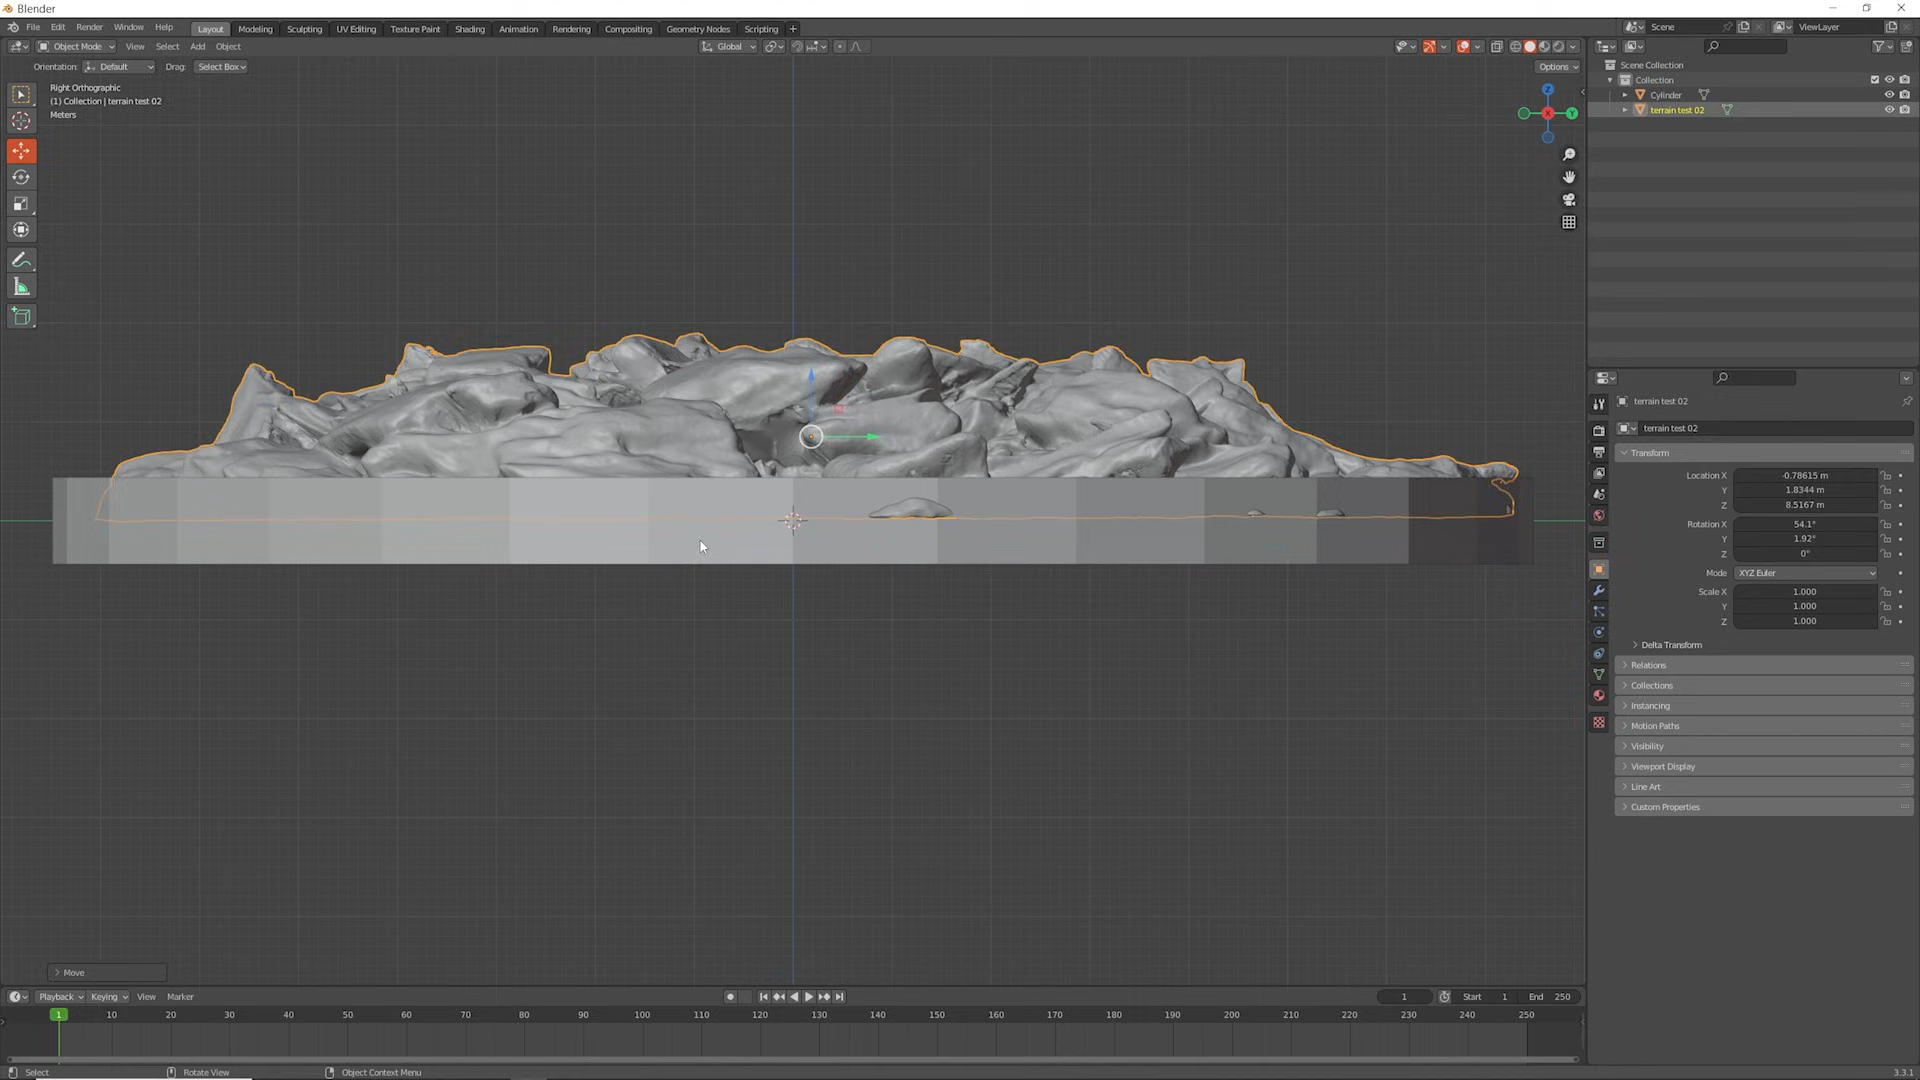 Blender
File Edit Render Window Help Layout Modeling Sculpting UV Editing Texture Paint Shading Animation Rendering Compositing Geometry Nodes Scripting + Scene ViewLayer
Object Mode View Select Add Object Global
Orientation: Default Drag: Select Box Options
Right Orthographic
(1) Collection | terrain test 02
Meters
Z
Y
X
Scene Collection
Collection
Cylinder
terrain test 02
terrain test 02
terrain test 02
Transform
Location X -0.78615 m
Y 1.8344 m
Z 8.5167 m
Rotation X 54.1°
Y 1.92°
Z 0°
Mode XYZ Euler
Scale X 1.000
Y 1.000
Z 1.000
Delta Transform
Relations
Collections
Instancing
Motion Paths
Visibility
Viewport Display
Line Art
Custom Properties
Move
Playback Keying View Marker 1 Start 1 End 250
1 10 20 30 40 50 60 70 80 90 100 110 120 130 140 150 160 170 180 190 200 210 220 230 240 250
Select Rotate View Object Context Menu 3.3.1